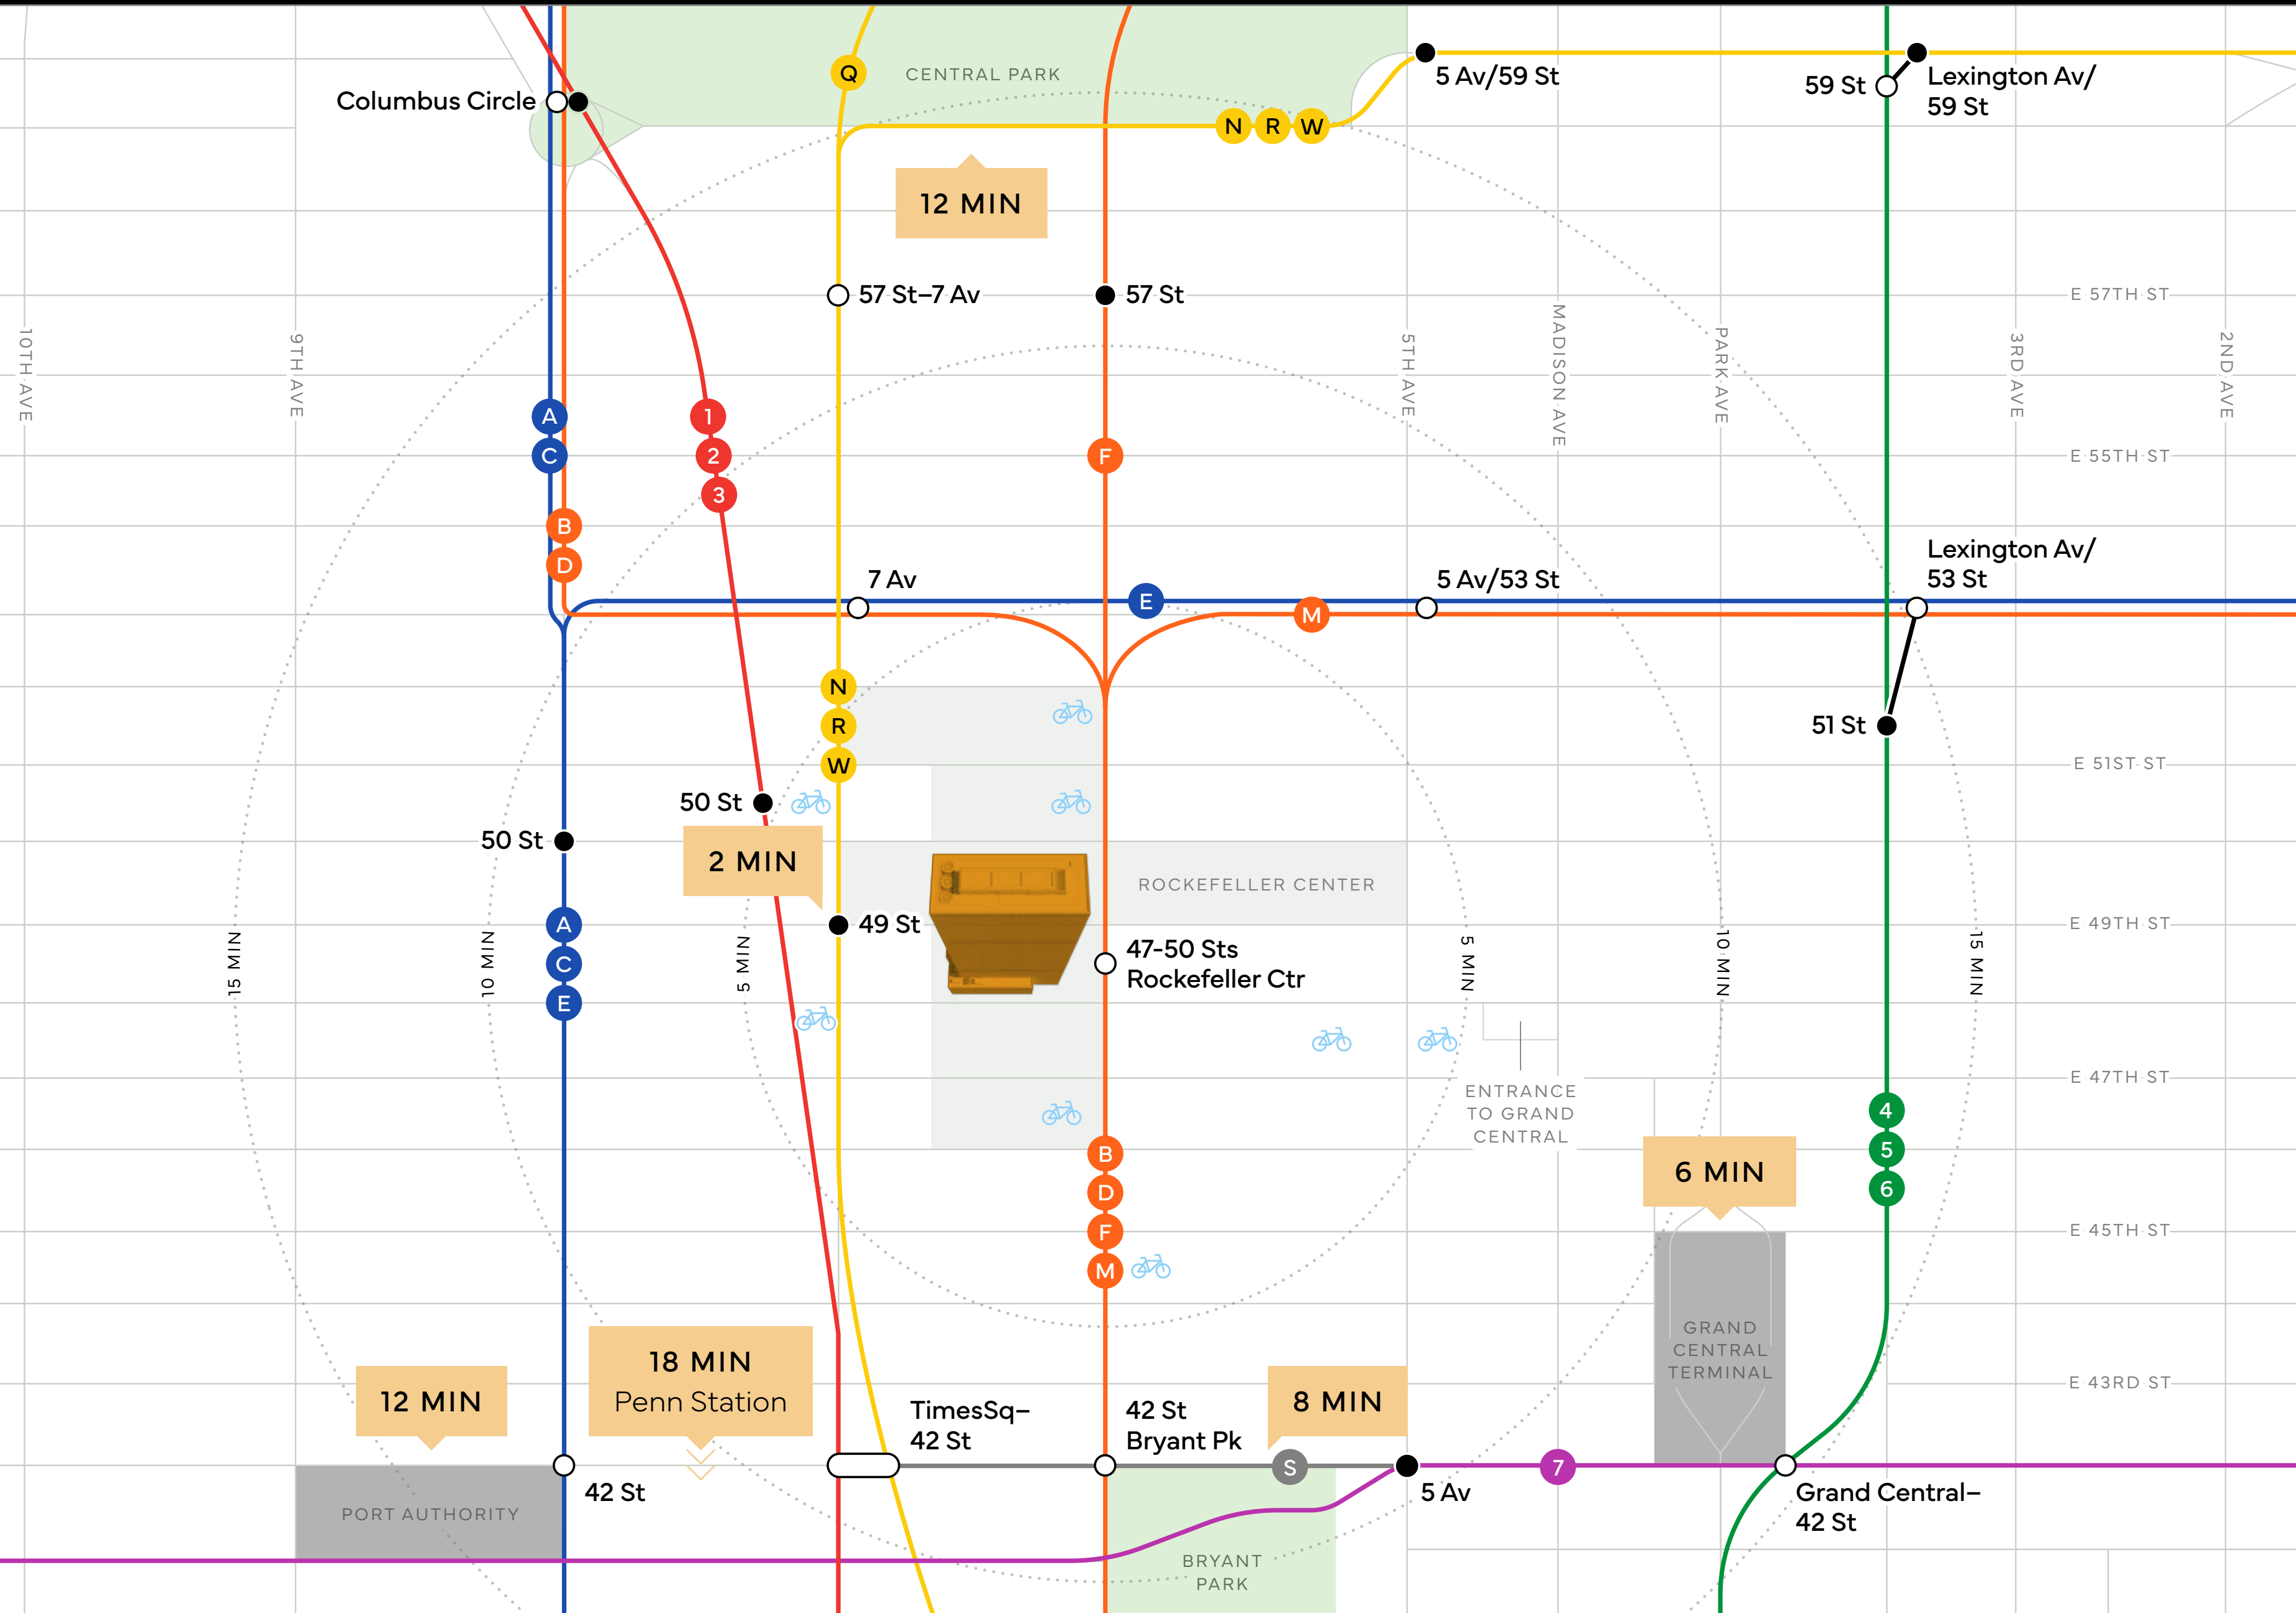 Q
CENTRAL PARK
5 Av/59 St
59 St
Lexington Av/
59 St
Columbus Circle
N R W
12 MIN
57 St–7 Av
57 St
E 57TH ST
10TH AVE
9TH AVE
5TH AVE
MADISON AVE
PARK AVE
3RD AVE
2ND AVE
A
C
1
2
3
F
E 55TH ST
B
D
7 Av
E
M
5 Av/53 St
Lexington Av/
53 St
N
R
W
51 St
E 51ST ST
50 St
50 St
2 MIN
ROCKEFELLER CENTER
49 St
E 49TH ST
A
C
E
47-50 Sts
Rockefeller Ctr
15 MIN
10 MIN
5 MIN
5 MIN
10 MIN
15 MIN
ENTRANCE
TO GRAND
CENTRAL
E 47TH ST
4
5
6
B
D
F
M
6 MIN
E 45TH ST
GRAND
CENTRAL
TERMINAL
E 43RD ST
12 MIN
18 MIN
Penn Station
TimesSq–
42 St
42 St
Bryant Pk
8 MIN
S
7
42 St
5 Av
Grand Central–
42 St
PORT AUTHORITY
BRYANT
PARK